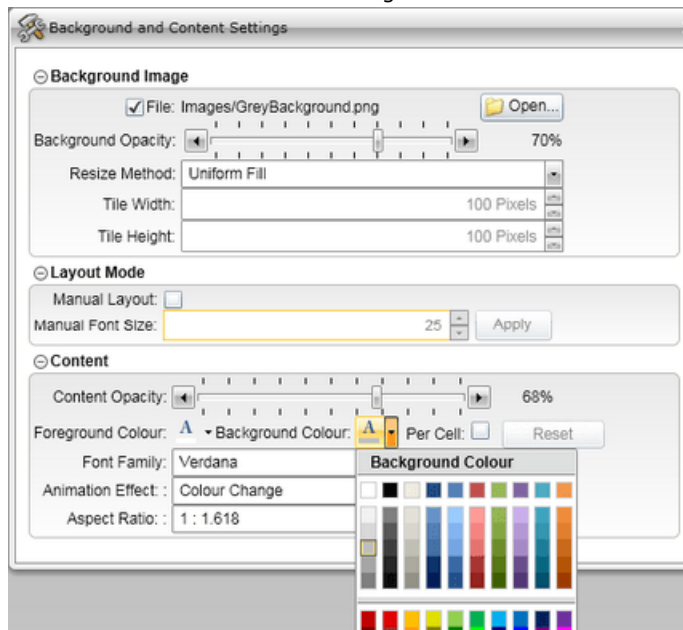 Background and Content Settings
Background Image
File: Images/GreyBackground.png Open...
Background Opacity: 70%
Resize Method: Uniform Fill
Tile Width: 100 Pixels
Tile Height: 100 Pixels
Layout Mode
Manual Layout:
Manual Font Size: 25 Apply
Content
Content Opacity: 68%
Foreground Colour: A Background Colour: A Per Cell: Reset
Font Family: Verdana
Background Colour
Animation Effect: : Colour Change
Aspect Ratio: : 1 : 1.618